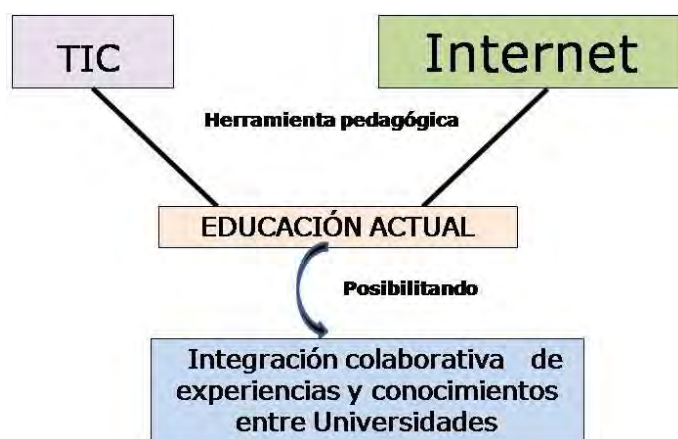 TIC
Internet
Herramienta pedagógica
EDUCACIÓN ACTUAL
Posibilitando
Integración colaborativa de
experiencias y conocimientos
entre Universidades